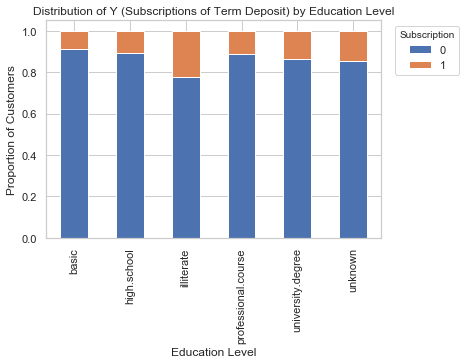 Distribution of Y (Subscriptions of Term Deposit) by Education Level
Subscription
0
1
Proportion of Customers
1.0
0.8
0.6
0.4
0.2
0.0
basic
high.school
illiterate
professional.course
university.degree
unknown
Education Level